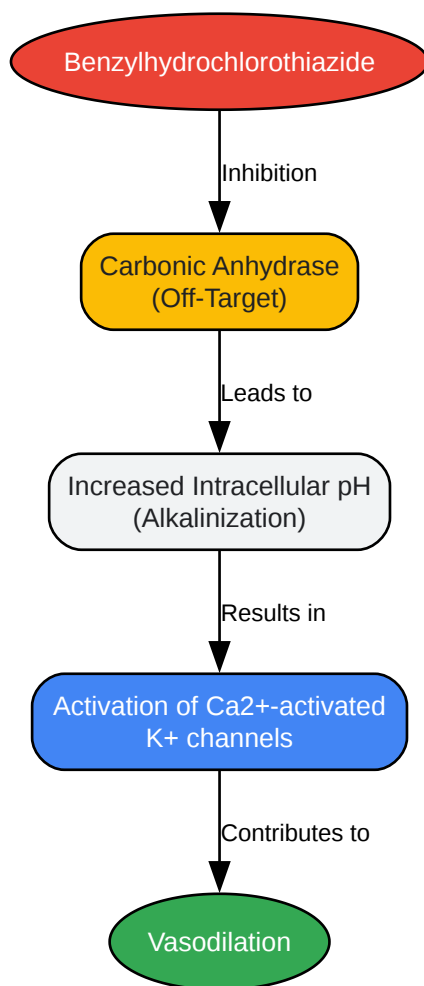 Benzylhydrochlorothiazide
Inhibition
Carbonic Anhydrase
(Off-Target)
Leads to
Increased Intracellular pH
(Alkalinization)
Results in
Activation of Ca2+-activated
K+ channels
Contributes to
Vasodilation